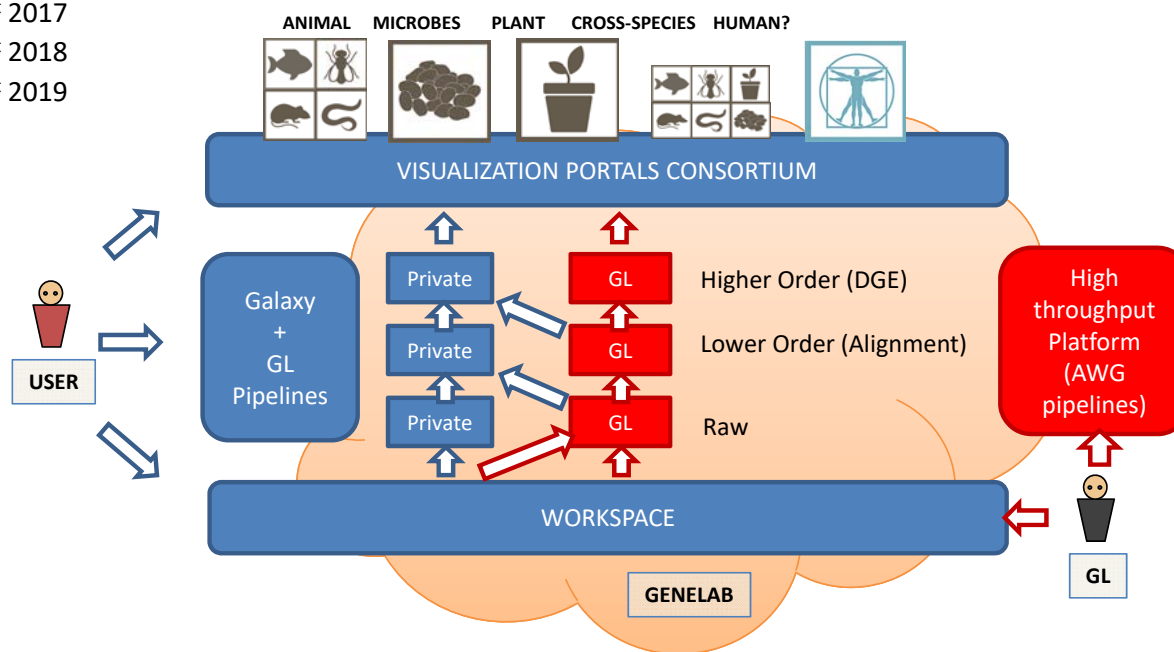 2017
2018
2019
ANIMAL MICROBES PLANT CROSS-SPECIES HUMAN?
VISUALIZATION PORTALS CONSORTIUM
Galaxy
+
GL
Pipelines
Private
GL
Higher Order (DGE)
Private
GL
Lower Order (Alignment)
Private
GL
Raw
High
throughput
Platform
(AWG
pipelines)
USER
WORKSPACE
GENELAB
GL